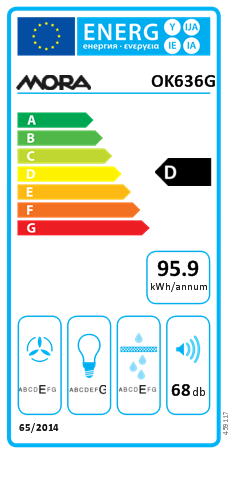 ENERG
енергия · ενεργεια
Y IJA
IE IA
MORA
OK636G
A
B
C
D
E
F
G
D
95.9
kWh/annum
ABCDEFG
ABCDEFG
ABCDEFG
68 db
65/2014
459117